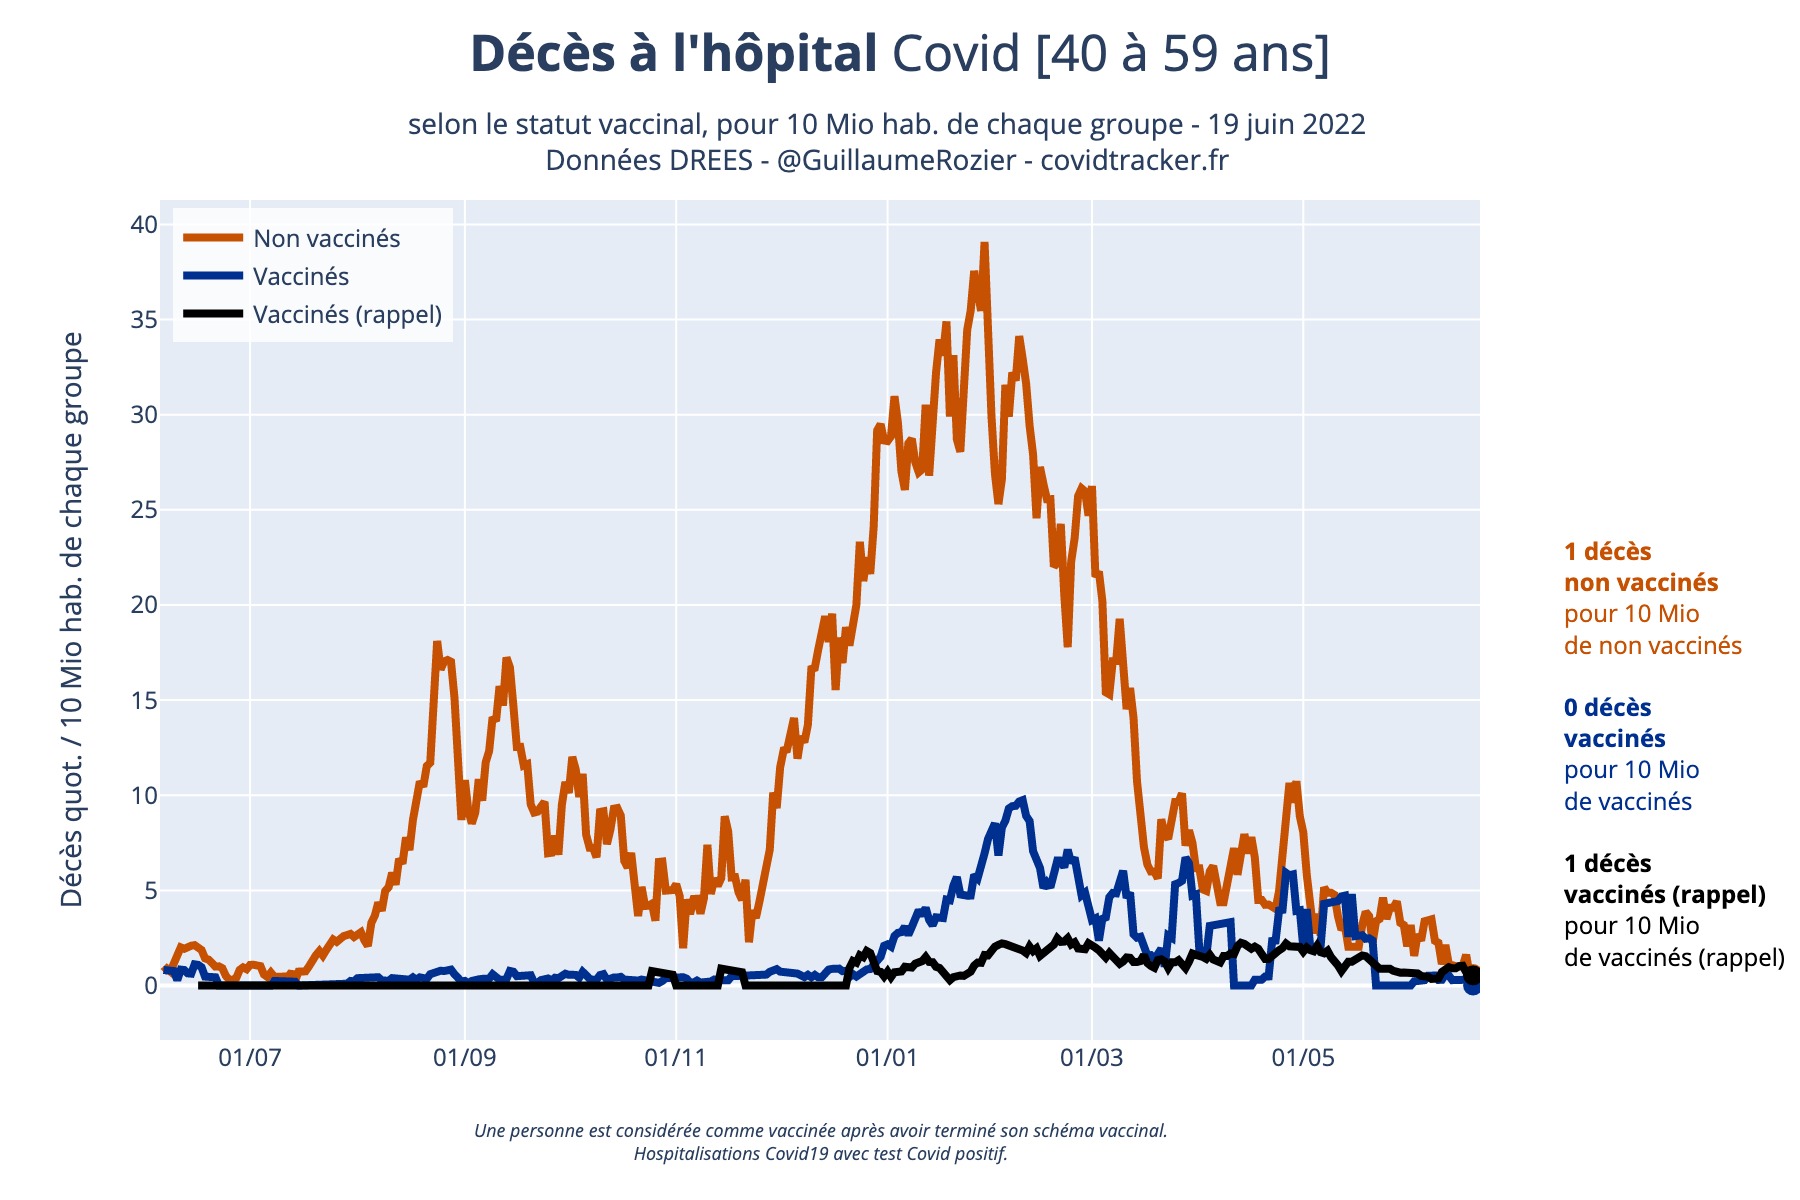 Décès à l'hôpital Covid [40 à 59 ans]
selon le statut vaccinal, pour 10 Mio hab. de chaque groupe - 19 juin 2022
Données DREES - @GuillaumeRozier - covidtracker.fr
Non vaccinés
Vaccinés
Vaccinés (rappel)
Décès quot. / 10 Mio hab. de chaque groupe
40
35
30
25
20
15
10
5
0
01/07
01/09
01/11
01/01
01/03
01/05
1 décès
non vaccinés
pour 10 Mio
de non vaccinés
0 décès
vaccinés
pour 10 Mio
de vaccinés
1 décès
vaccinés (rappel)
pour 10 Mio
de vaccinés (rappel)
Une personne est considérée comme vaccinée après avoir terminé son schéma vaccinal.
Hospitalisations Covid19 avec test Covid positif.